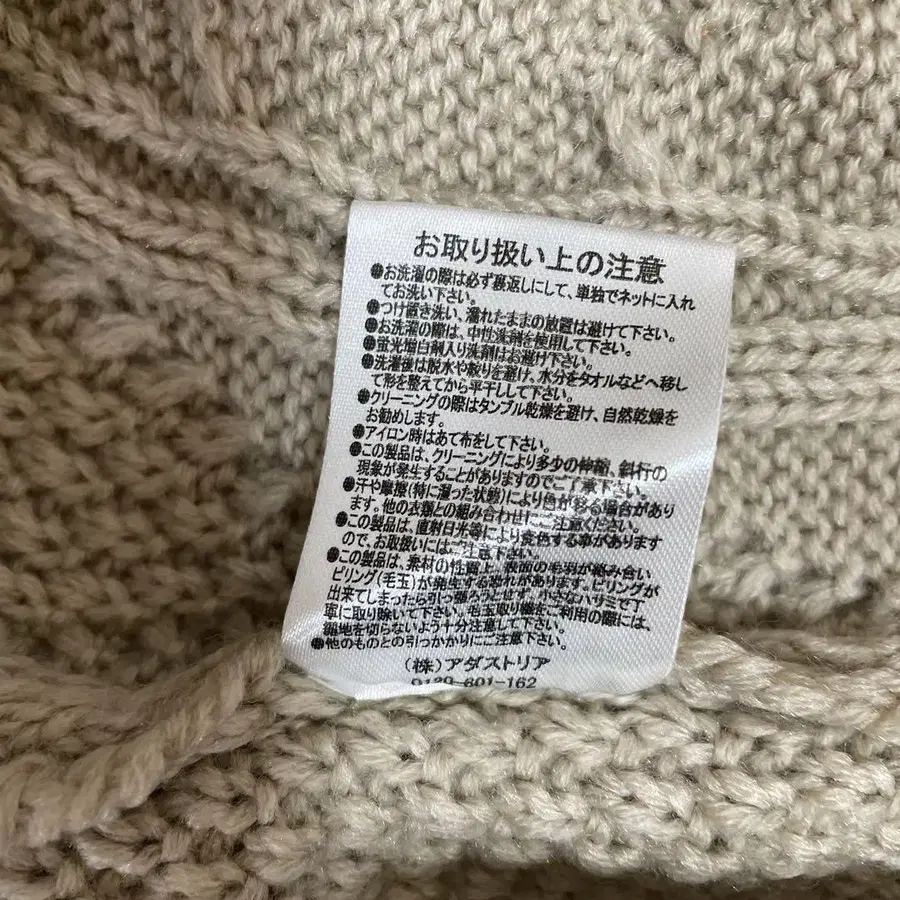 お取り扱い上の注意
●お洗濯の際は必ず裏返しにして、単独でネットに入れ
てお洗い下さい。
●つけ置き洗い、濡れたままの放置は避けて下さい。
●お洗濯の際は、中性洗剤を使用して下さい。
●蛍光増白剤入り洗剤はお避け下さい。
●洗濯後は脱水や絞りを避け、水分をタオルなどへ移し
て形を整えてから平干しして下さい。
●クリーニングの際はタンブル乾燥を避け、自然乾燥を
お勧めします。
●アイロン時はあて布をして下さい。
●この製品は、クリーニングにより多少の伸縮、斜行の
現象が発生することがありますのでご了承下さい。
●汗や摩擦(特に湿った状態)により色が移る場合があり
ます。他の衣類との組み合わせにご注意ください。
●この製品は、直射日光等により変色する事があります
ので、お取扱いにはご注意下さい。
●この製品は、素材の性質上、表面の毛羽が絡み合い
ピリング(毛玉)が発生する恐れがあります。ピリングが
出来てしまったら引っ張ろうとせず、小さなハサミで丁
寧に取り除いて下さい。毛玉取り機をご利用の際には、
編地を切らないよう十分注意して下さい。
●他のものとの引っかかりにご注意下さい。
(株)アダストリア
0120-601-162